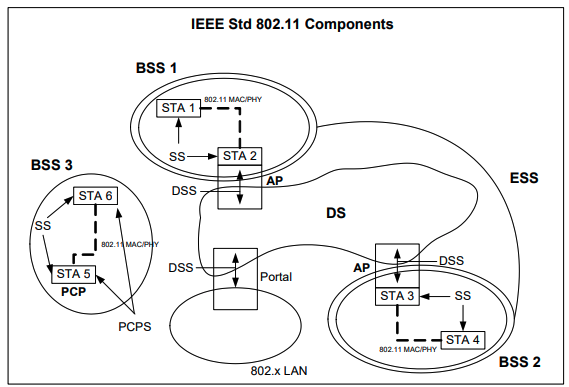 IEEE Std 802.11 Components
BSS 1
802.11 MAC/PHY
STA 1
SS
STA 2
DSS
AP
BSS 3
STA 6
SS
802.11 MAC/PHY
STA 5
PCP
PCPS
ESS
DS
DSS
Portal
802.x LAN
AP
DSS
STA 3
SS
802.11 MAC/PHY
STA 4
BSS 2